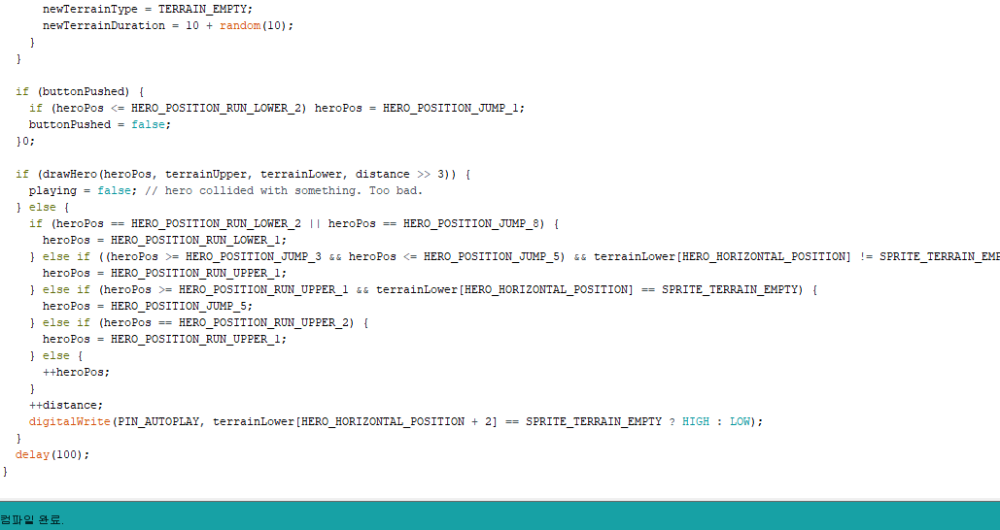 newTerrainType = TERRAIN_EMPTY;
newTerrainDuration = 10 + random(10);
}
}
if (buttonPushed) {
if (heroPos <= HERO_POSITION_RUN_LOWER_2) heroPos = HERO_POSITION_JUMP_1;
buttonPushed = false;
}0;
if (drawHero(heroPos, terrainUpper, terrainLower, distance >> 3)) {
playing = false; // hero collided with something. Too bad.
} else {
if (heroPos == HERO_POSITION_RUN_LOWER_2 || heroPos == HERO_POSITION_JUMP_8) {
heroPos = HERO_POSITION_RUN_LOWER_1;
} else if ((heroPos >= HERO_POSITION_JUMP_3 && heroPos <= HERO_POSITION_JUMP_5) && terrainLower[HERO_HORIZONTAL_POSITION] != SPRITE_TERRAIN_EMP
heroPos = HERO_POSITION_RUN_UPPER_1;
} else if (heroPos >= HERO_POSITION_RUN_UPPER_1 && terrainLower[HERO_HORIZONTAL_POSITION] == SPRITE_TERRAIN_EMPTY) {
heroPos = HERO_POSITION_JUMP_5;
} else if (heroPos == HERO_POSITION_RUN_UPPER_2) {
heroPos = HERO_POSITION_RUN_UPPER_1;
} else {
++heroPos;
}
++distance;
digitalWrite(PIN_AUTOPLAY, terrainLower[HERO_HORIZONTAL_POSITION + 2] == SPRITE_TERRAIN_EMPTY ? HIGH : LOW);
}
delay(100);
}
컴파일 완료.